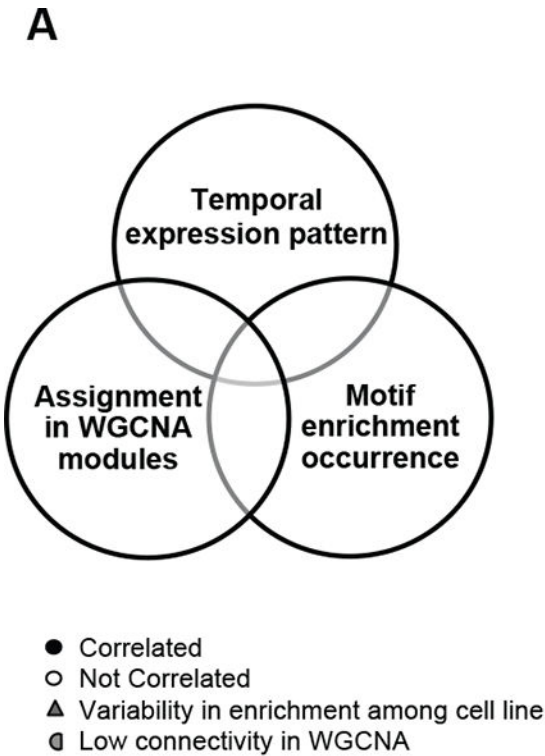 A
Temporal
expression pattern
Assignment
in WGCNA
modules
Motif
enrichment
occurrence
Correlated
Not Correlated
Variability in enrichment among cell line
Low connectivity in WGCNA